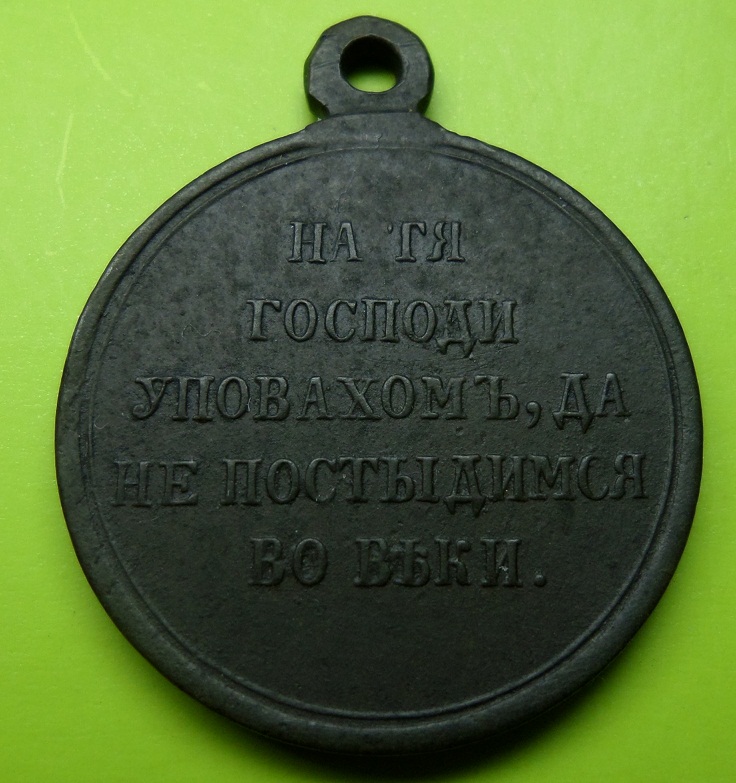 НА ТЯ
ГОСПОДИ
УПОВАХОМЪ, ДА
НЕ ПОСТЫДИМСЯ
ВО ВѢКИ.